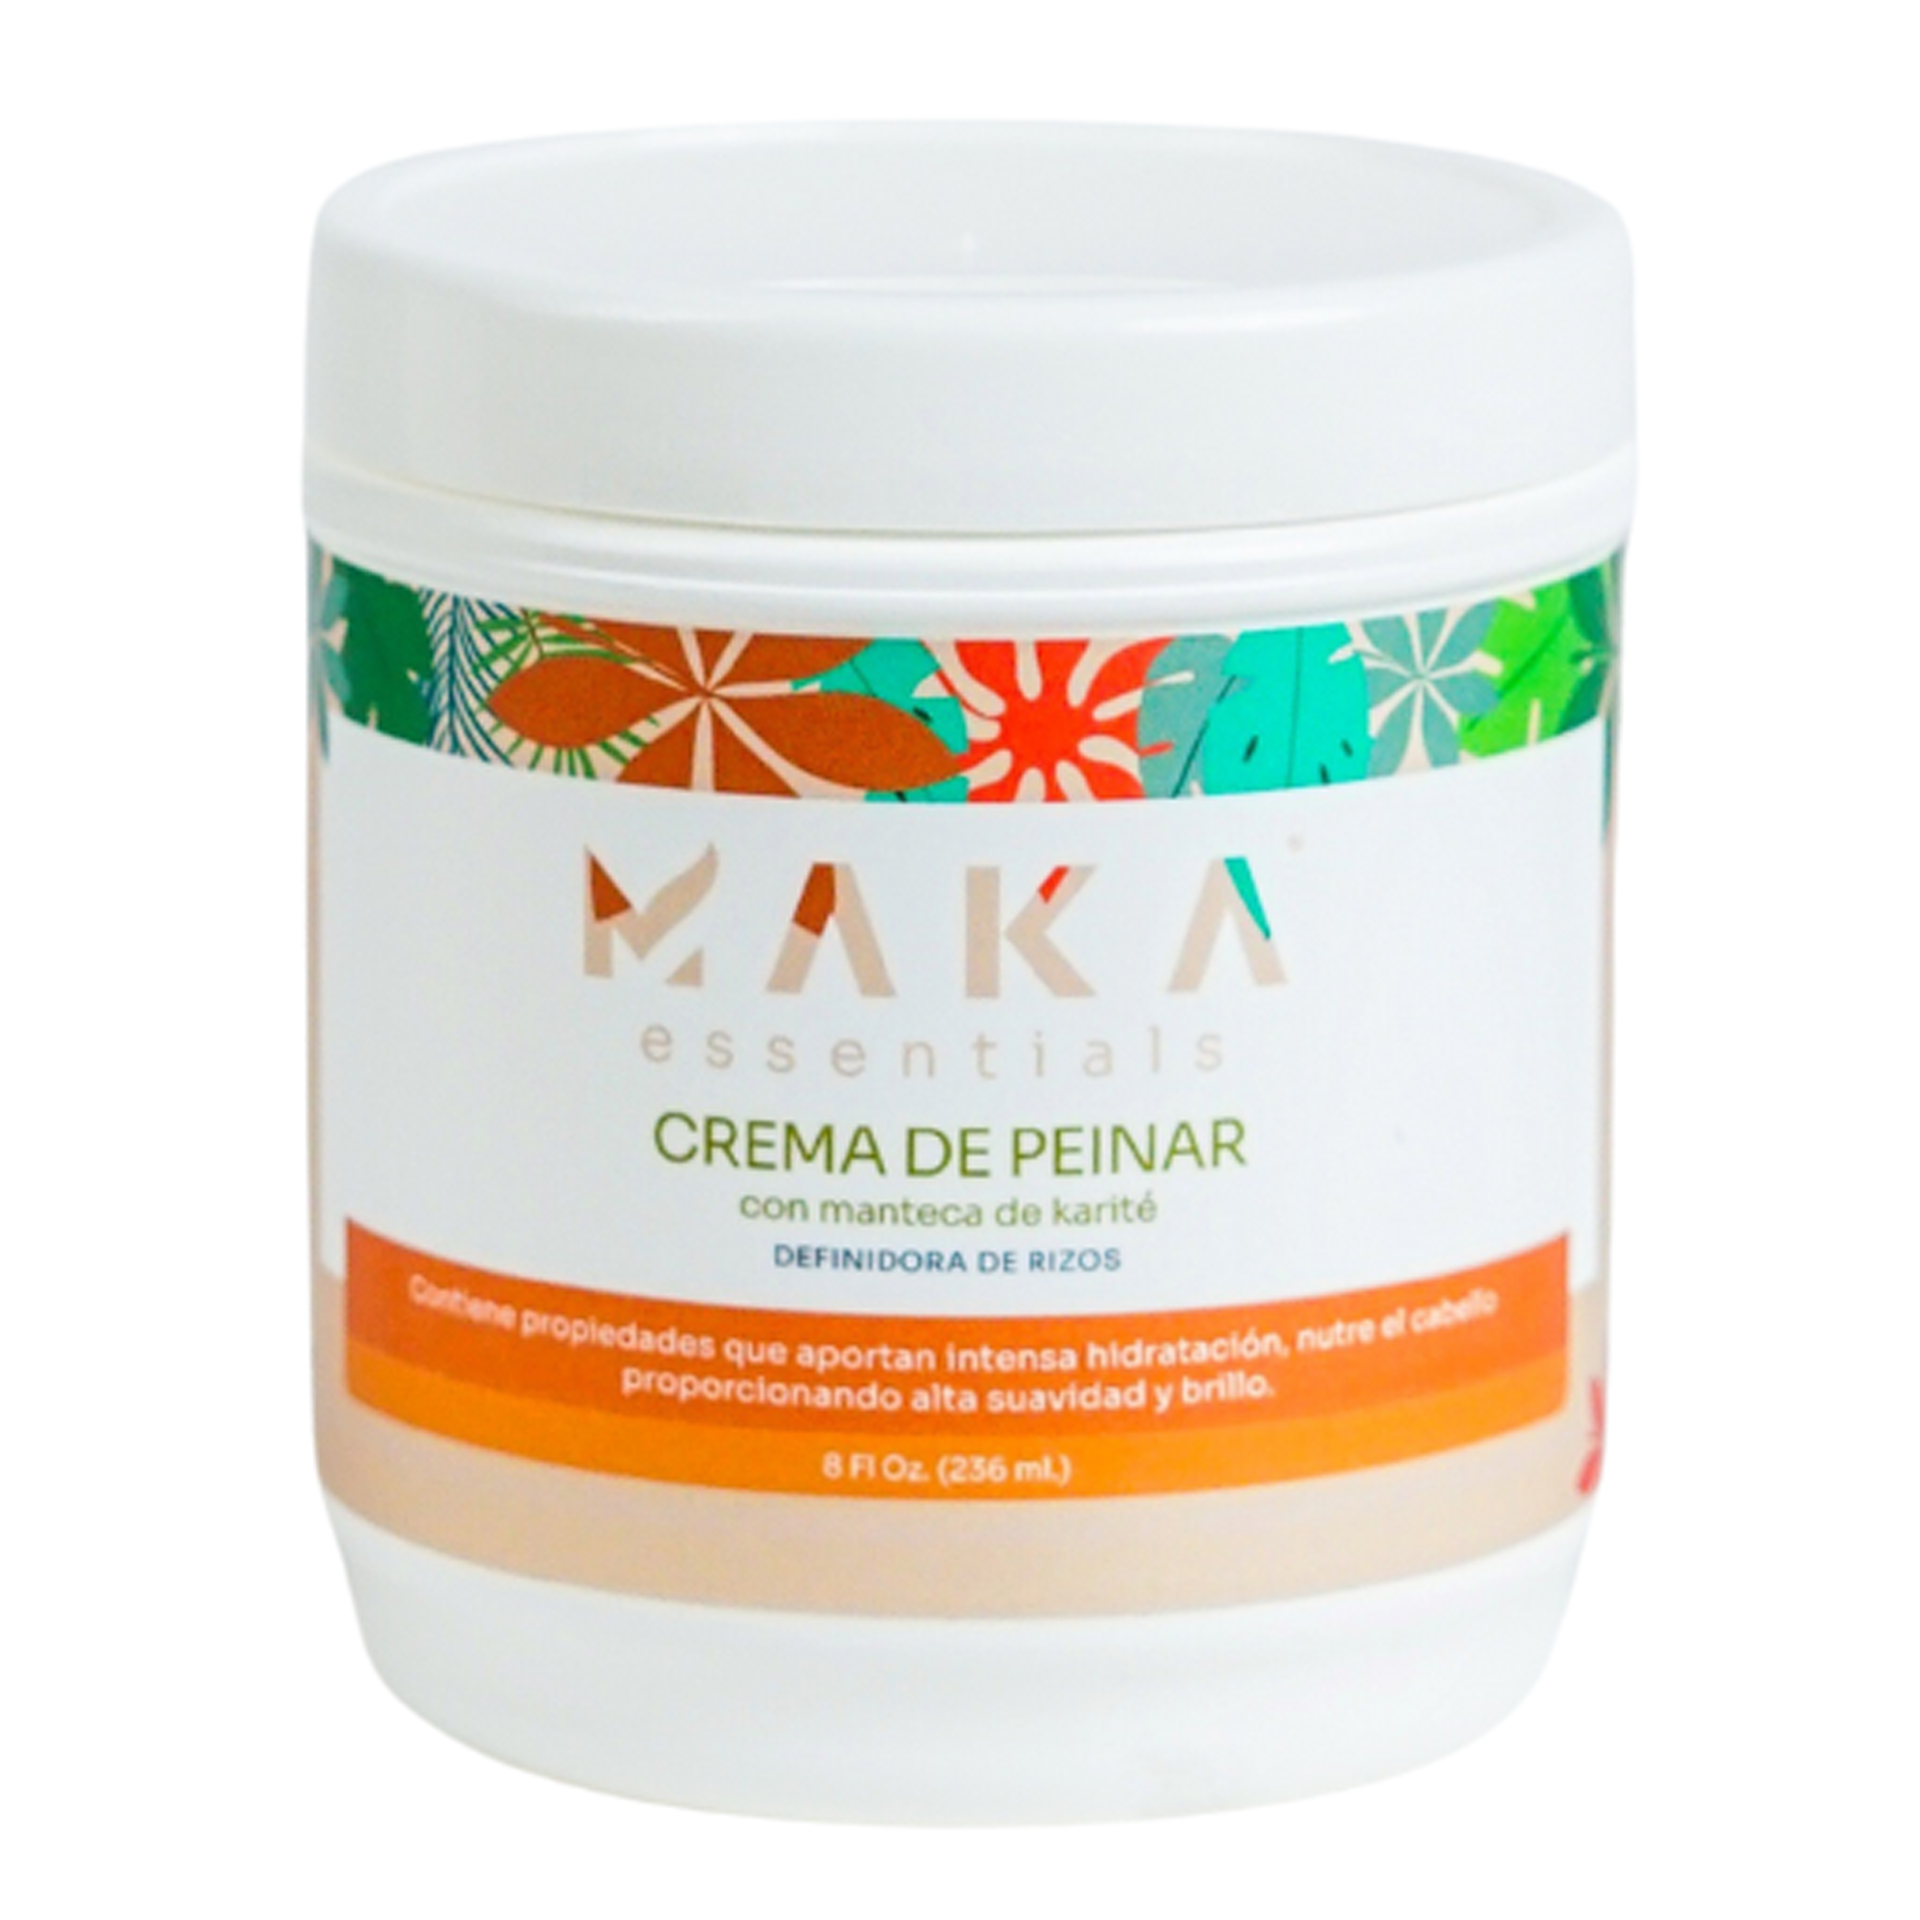 MAKA
essentials
CREMA DE PEINAR
con manteca de karité
DEFINIDORA DE RIZOS
Contiene propiedades que aportan intensa hidratación, nutre el cabello
proporcionando alta suavidad y brillo.
8 Fl Oz. (236 ml.)